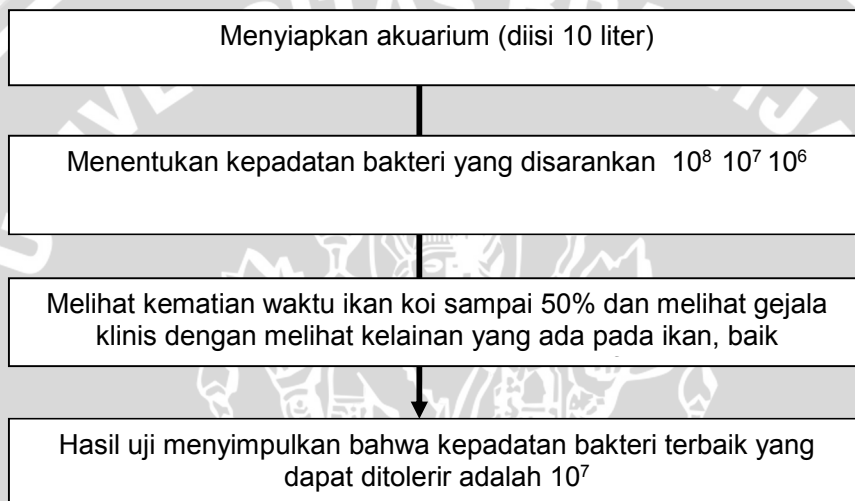 Menyiapkan akuarium (diisi 10 liter)
Menentukan kepadatan bakteri yang disarankan 10⁸ 10⁷ 10⁶
Melihat kematian waktu ikan koi sampai 50% dan melihat gejala
klinis dengan melihat kelainan yang ada pada ikan, baik
Hasil uji menyimpulkan bahwa kepadatan bakteri terbaik yang
dapat ditolerir adalah 10⁷